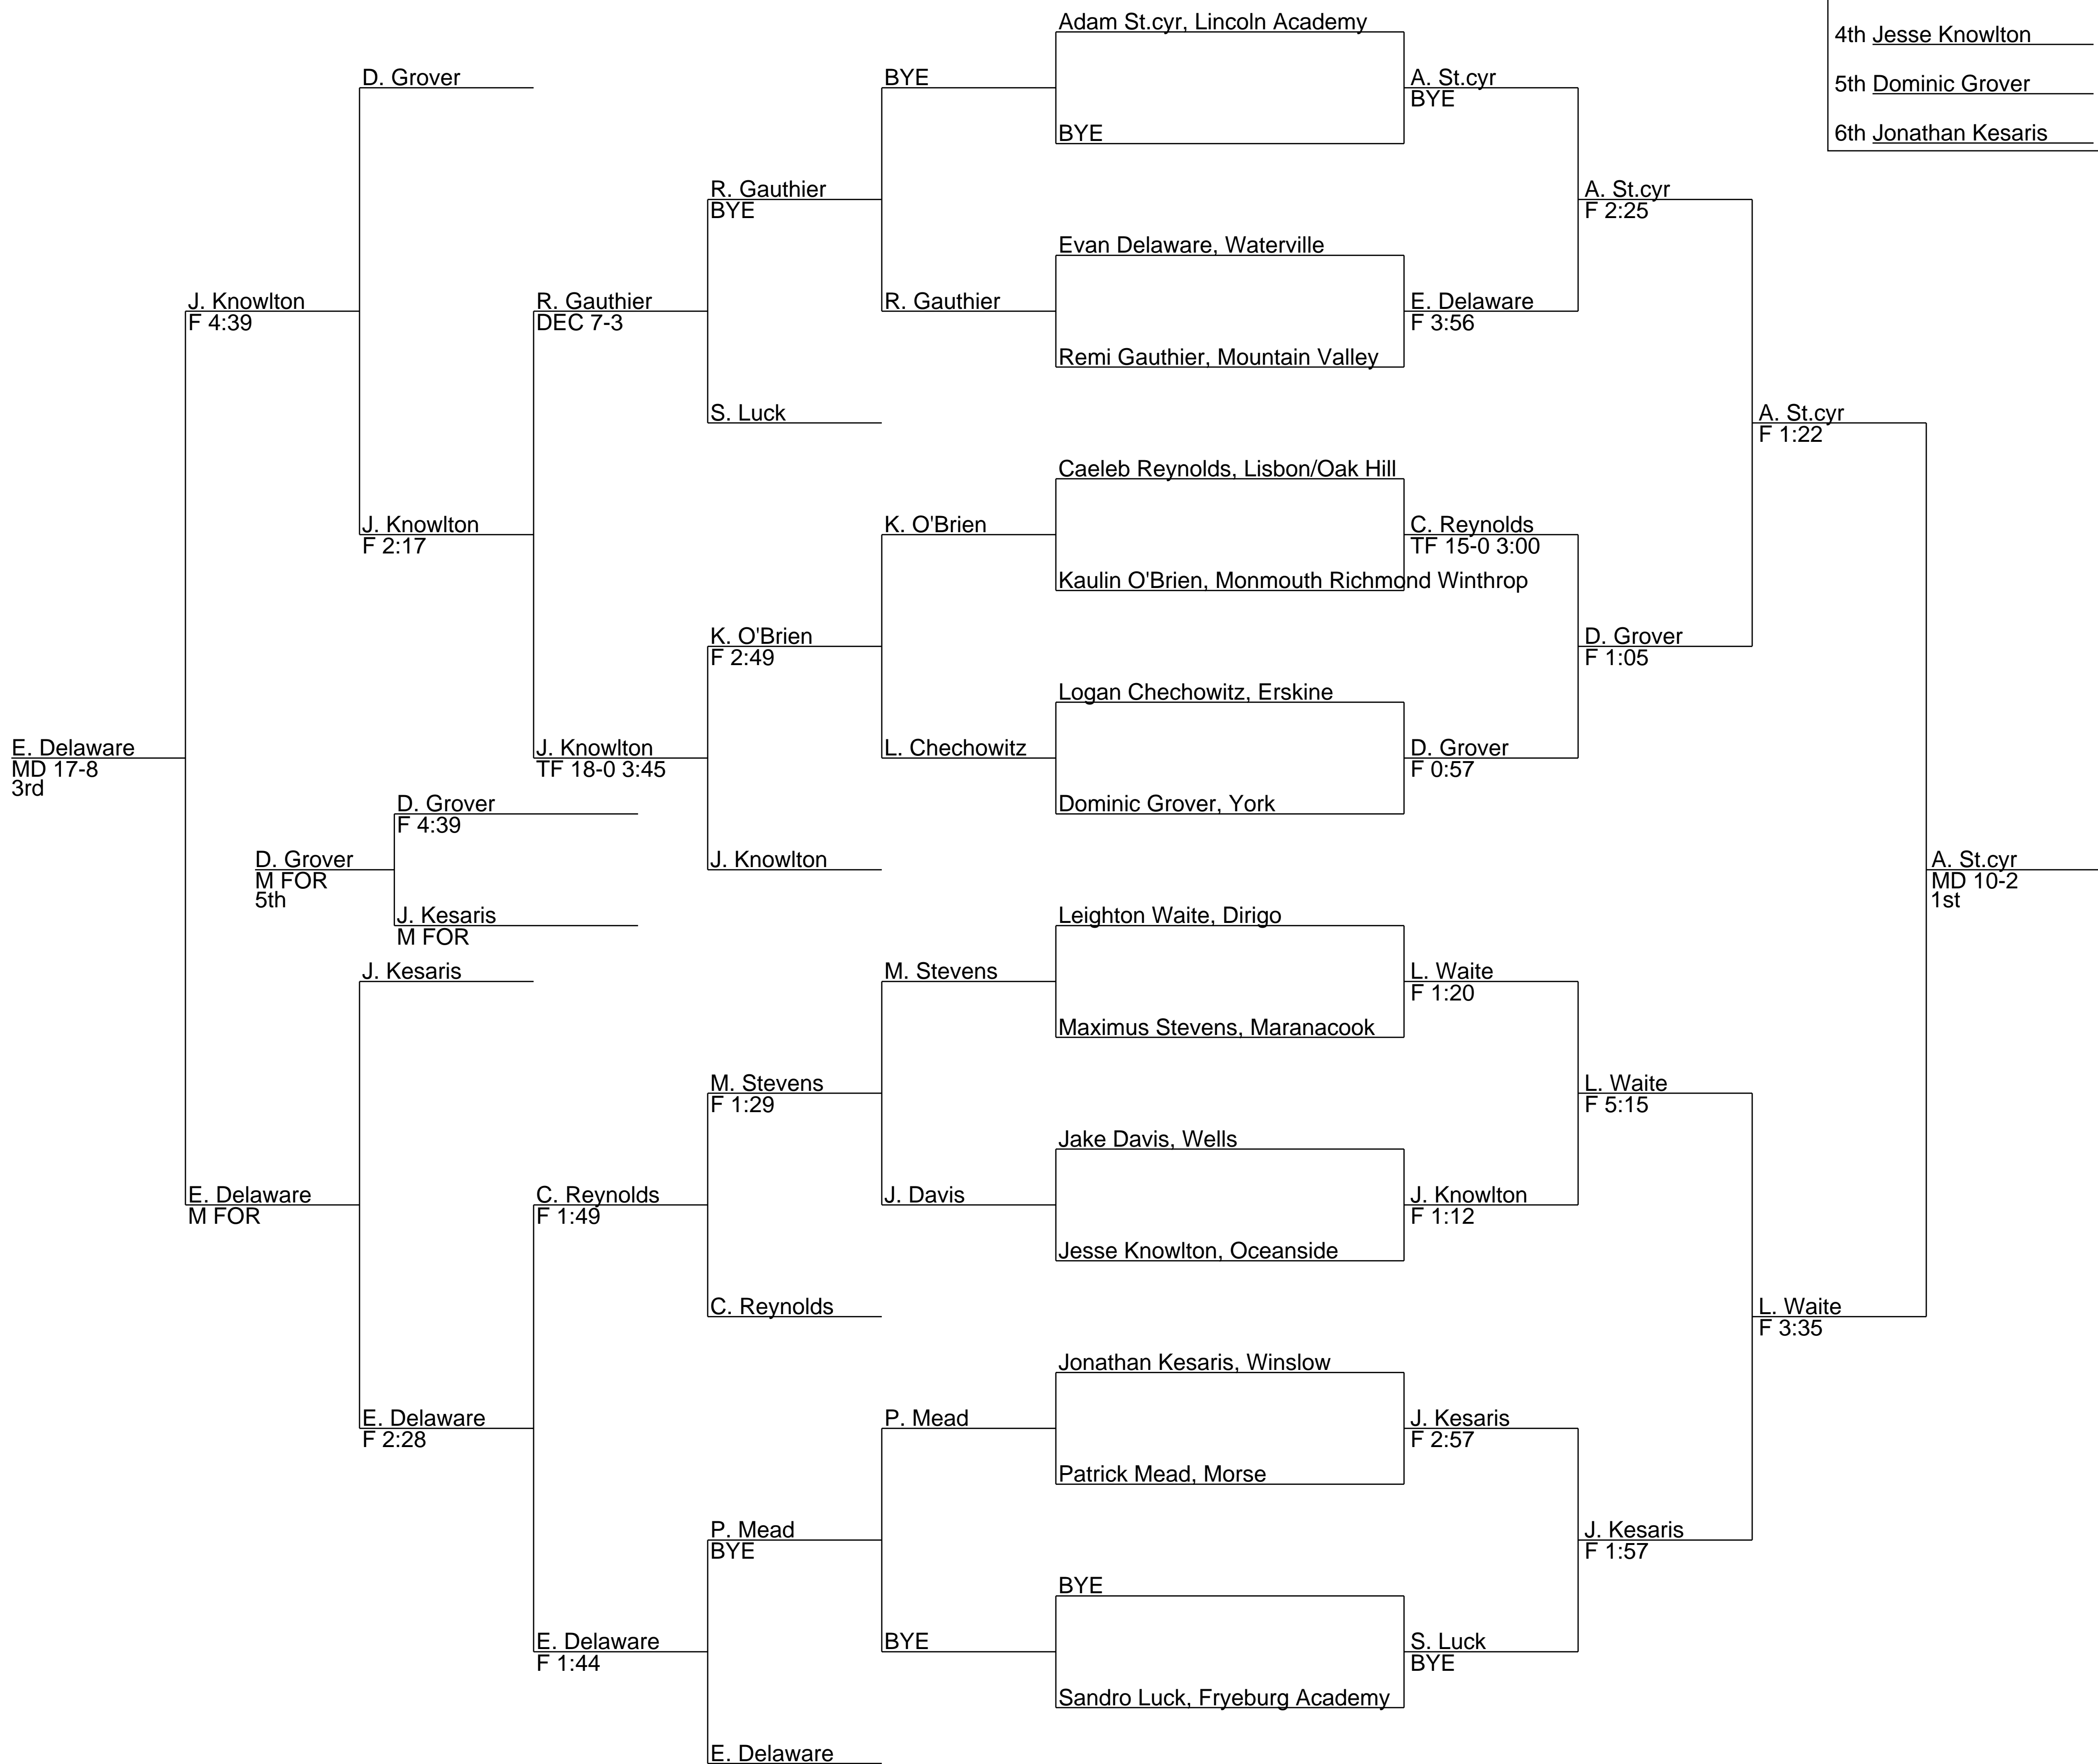 Adam St.cyr, Lincoln Academy
4th Jesse Knowlton
D. Grover
BYE
A. St.cyr
BYE
5th Dominic Grover
BYE
6th Jonathan Kesaris
R. Gauthier
BYE
A. St.cyr
F 2:25
Evan Delaware, Waterville
J. Knowlton
F 4:39
R. Gauthier
DEC 7-3
R. Gauthier
E. Delaware
F 3:56
Remi Gauthier, Mountain Valley
S. Luck
A. St.cyr
F 1:22
Caeleb Reynolds, Lisbon/Oak Hill
J. Knowlton
F 2:17
K. O'Brien
C. Reynolds
TF 15-0 3:00
Kaulin O'Brien, Monmouth Richmond Winthrop
K. O'Brien
F 2:49
D. Grover
F 1:05
Logan Chechowitz, Erskine
E. Delaware
MD 17-8
3rd
J. Knowlton
TF 18-0 3:45
L. Chechowitz
D. Grover
F 0:57
D. Grover
F 4:39
Dominic Grover, York
D. Grover
M FOR
5th
J. Knowlton
A. St.cyr
MD 10-2
1st
J. Kesaris
M FOR
Leighton Waite, Dirigo
J. Kesaris
M. Stevens
L. Waite
F 1:20
Maximus Stevens, Maranacook
M. Stevens
F 1:29
L. Waite
F 5:15
Jake Davis, Wells
E. Delaware
M FOR
C. Reynolds
F 1:49
J. Davis
J. Knowlton
F 1:12
Jesse Knowlton, Oceanside
C. Reynolds
L. Waite
F 3:35
Jonathan Kesaris, Winslow
E. Delaware
F 2:28
P. Mead
J. Kesaris
F 2:57
Patrick Mead, Morse
P. Mead
BYE
J. Kesaris
F 1:57
BYE
E. Delaware
F 1:44
BYE
S. Luck
BYE
Sandro Luck, Fryeburg Academy
E. Delaware